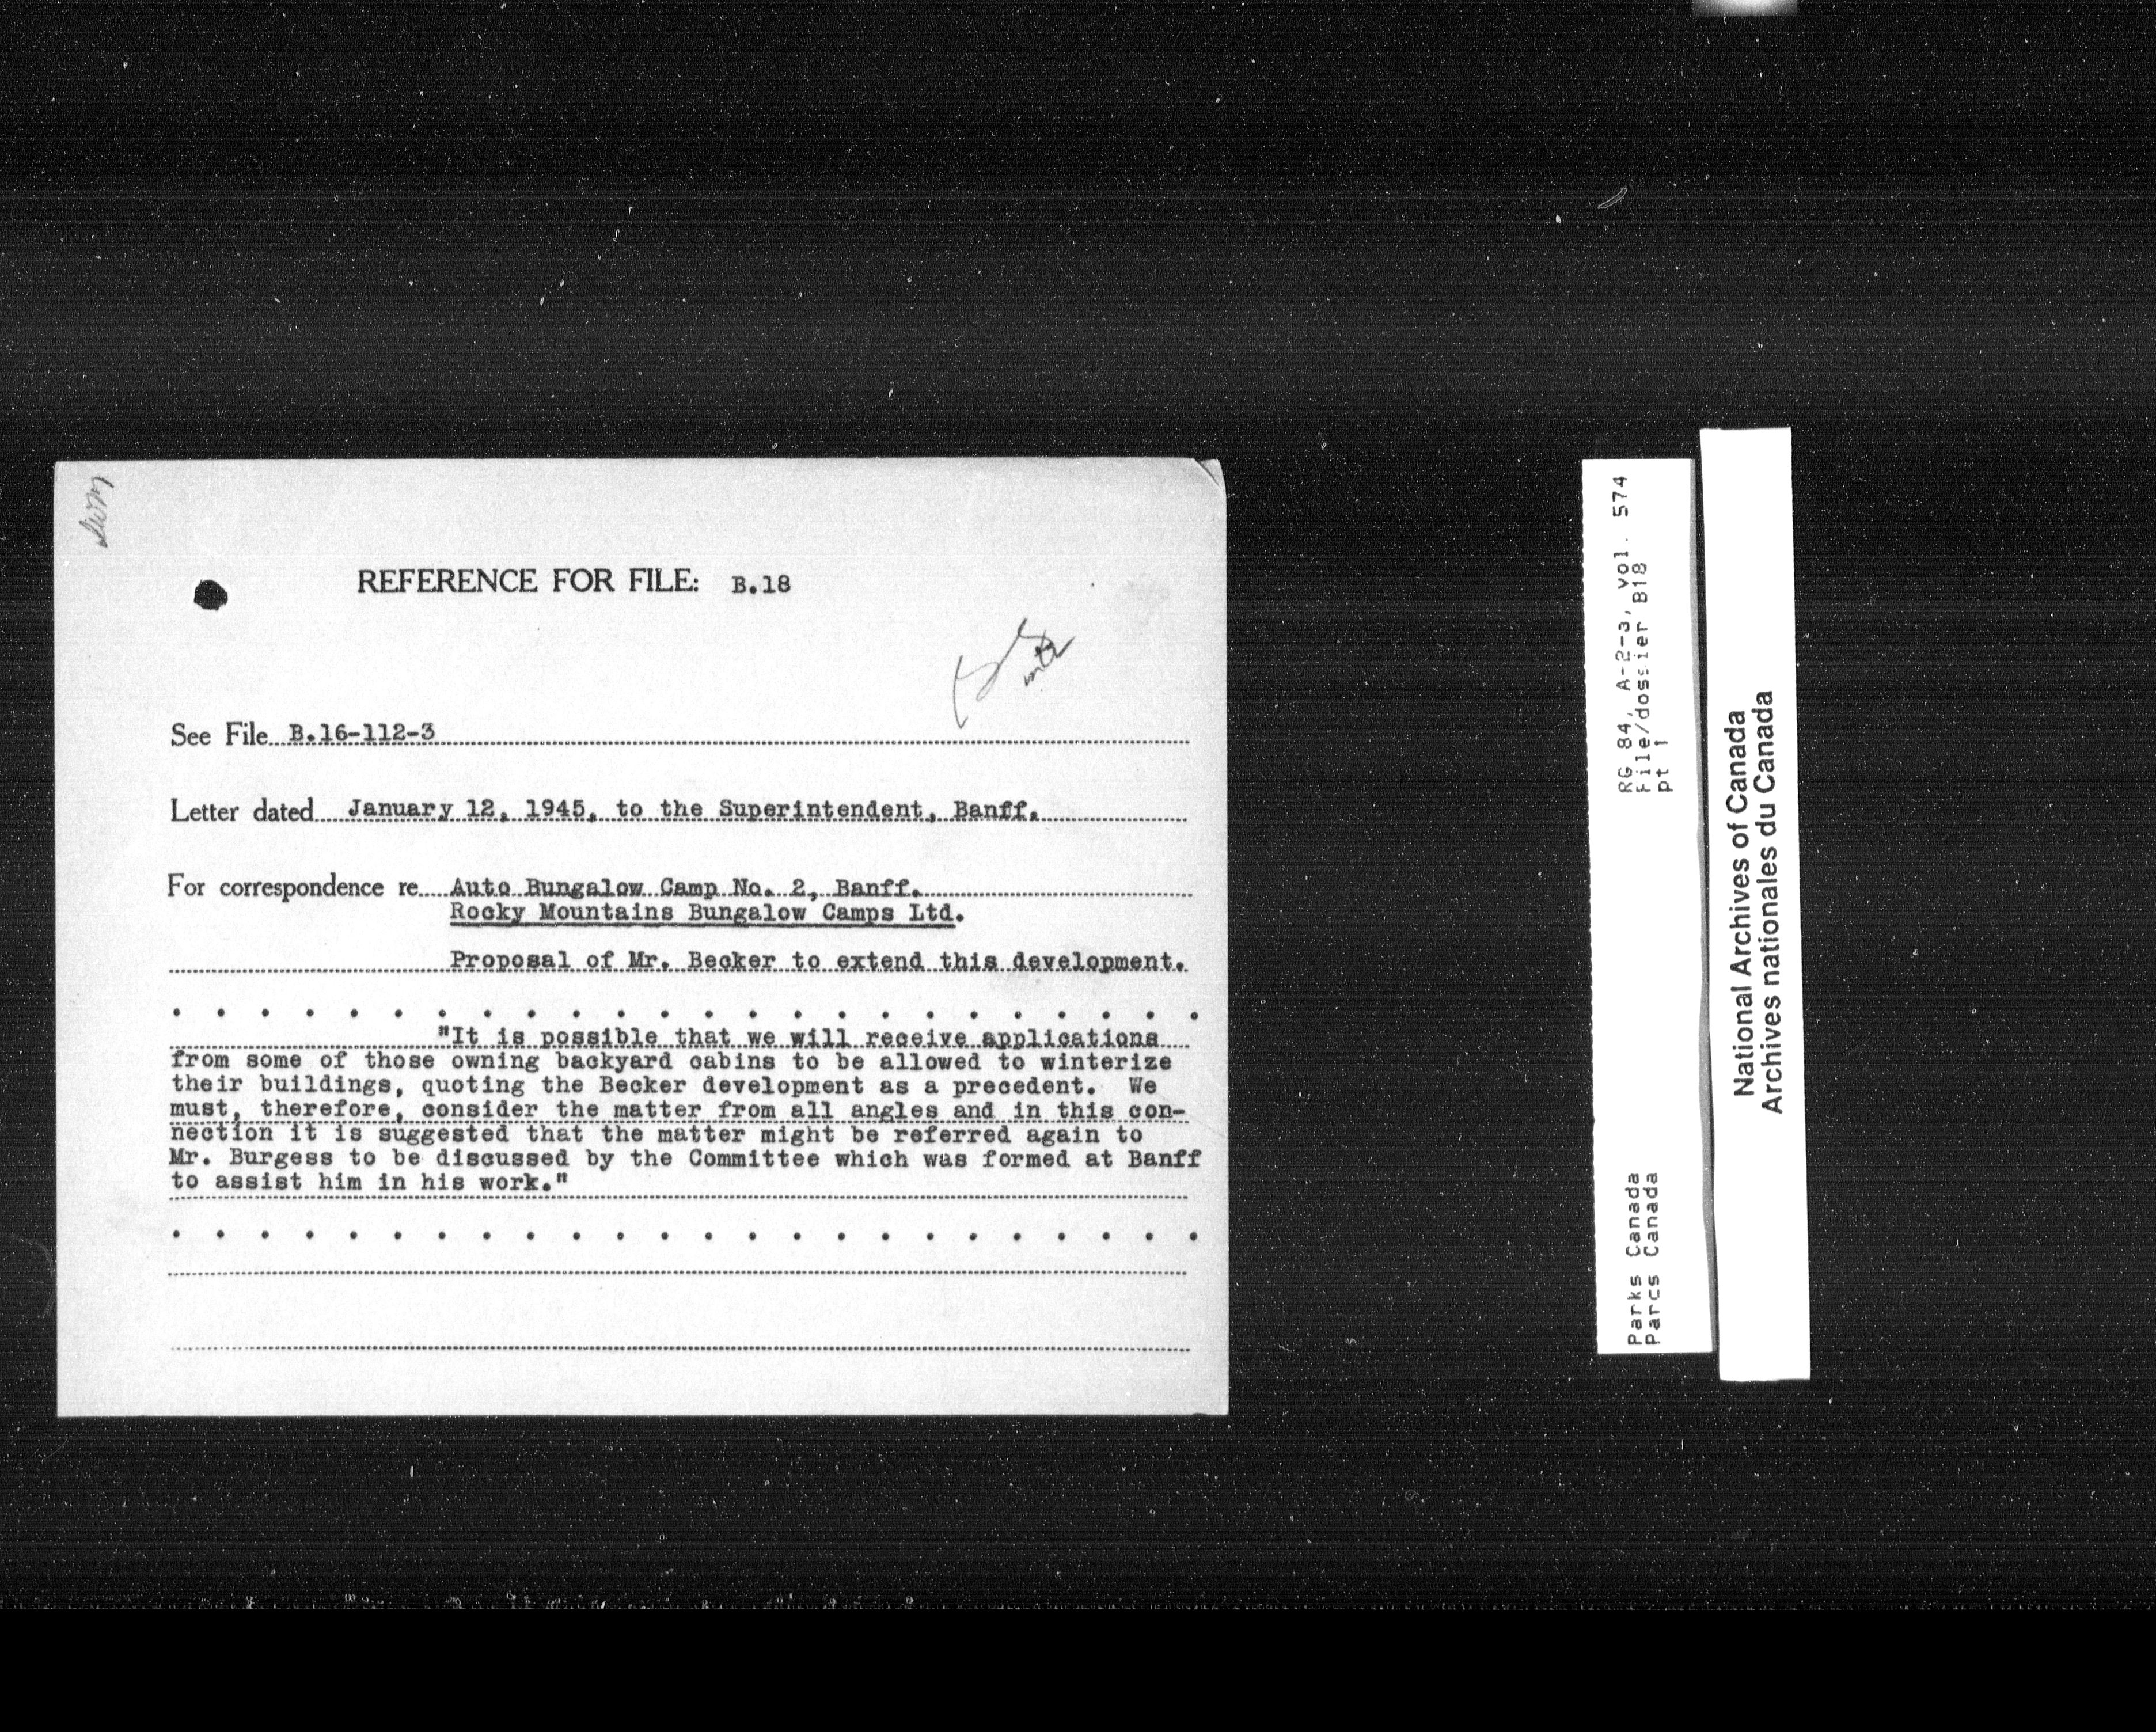 REFERENCE FOR FILE: B.18
See File B.16-112-3
Letter dated January 12, 1945, to the Superintendent, Banff.
For correspondence re Auto Bungalow Camp No. 2, Banff.
Rocky Mountains Bungalow Camps Ltd.
Proposal of Mr. Becker to extend this development.
"It is possible that we will receive applications
from some of those owning backyard cabins to be allowed to winterize
their buildings, quoting the Becker development as a precedent. We
must, therefore, consider the matter from all angles and in this con-
nection it is suggested that the matter might be referred again to
Mr. Burgess to be discussed by the Committee which was formed at Banff
to assist him in his work."
RG 84, A-2-3, vol. 574
File/dossier B18
pt 1
Parks Canada
Parcs Canada
National Archives of Canada
Archives nationales du Canada